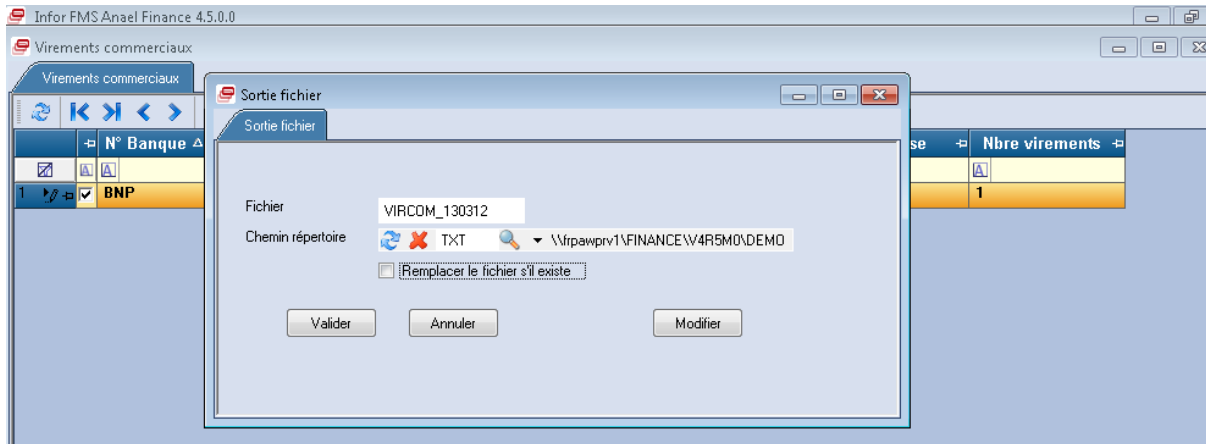 Infor FMS Anael Finance 4.5.0.0
Virements commerciaux
Virements commerciaux
Sortie fichier
Sortie fichier
N° Banque
se
Nbre virements
1
BNP
1
Fichier
VIRCOM_130312
Chemin répertoire
TXT
\\frpawprv1\FINANCE\V4R5M0\DEMO
Remplacer le fichier s'il existe
Valider
Annuler
Modifier